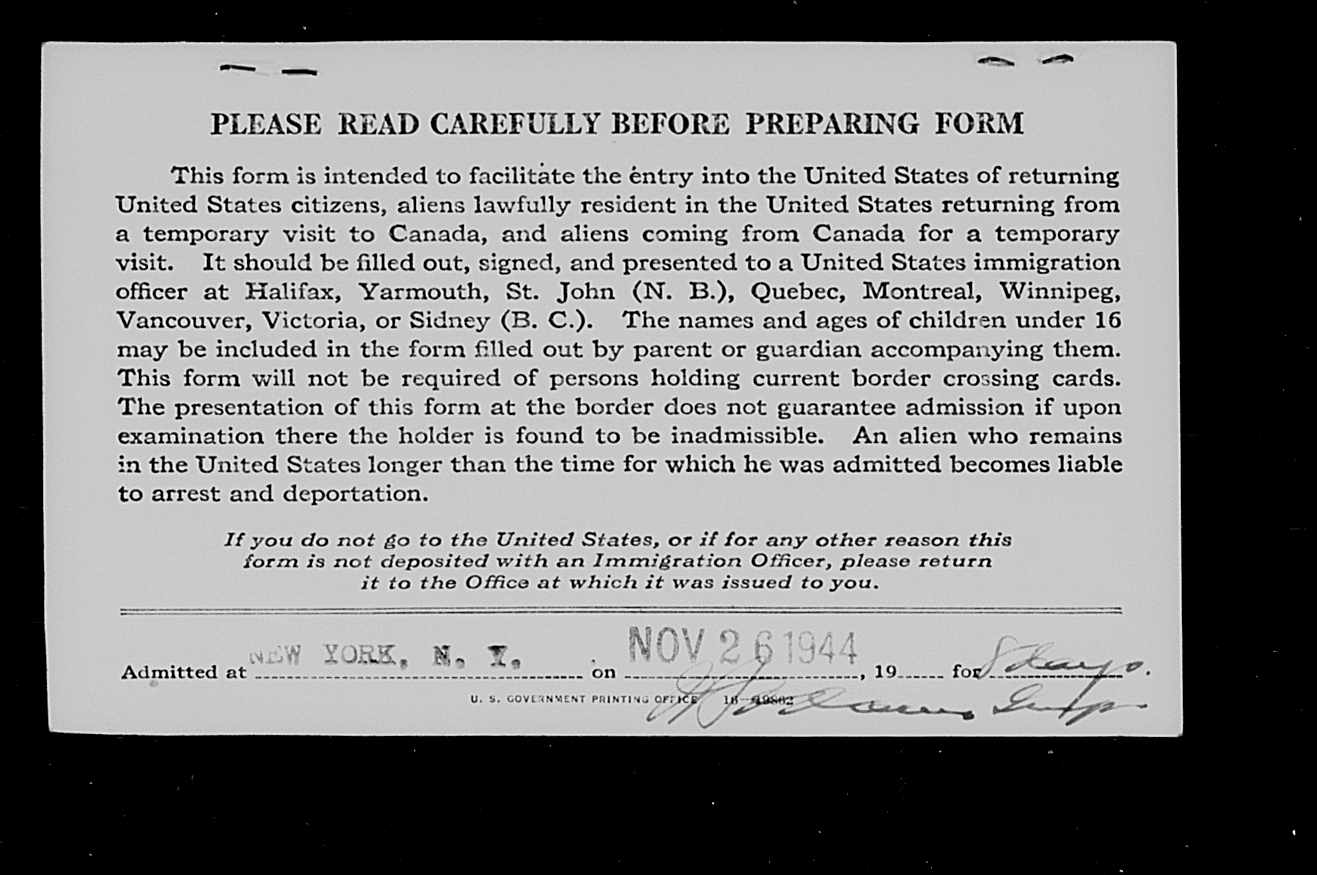 PLEASE READ CAREFULLY BEFORE PREPARING FORM
This form is intended to facilitate the entry into the United States of returning
United States citizens, aliens lawfully resident in the United States returning from
a temporary visit to Canada, and aliens coming from Canada for a temporary
visit. It should be filled out, signed, and presented to a United States immigration
officer at Halifax, Yarmouth, St. John (N. B.), Quebec, Montreal, Winnipeg,
Vancouver, Victoria, or Sidney (B. C.). The names and ages of children under 16
may be included in the form filled out by parent or guardian accompanying them.
This form will not be required of persons holding current border crossing cards.
The presentation of this form at the border does not guarantee admission if upon
examination there the holder is found to be inadmissible. An alien who remains
in the United States longer than the time for which he was admitted becomes liable
to arrest and deportation.
If you do not go to the United States, or if for any other reason this
form is not deposited with an Immigration Officer, please return
it to the Office at which it was issued to you.
Admitted at NEW YORK, N. Y. on NOV 26 1944, 19 for 8 days.
U. S. GOVERNMENT PRINTING OFFICE